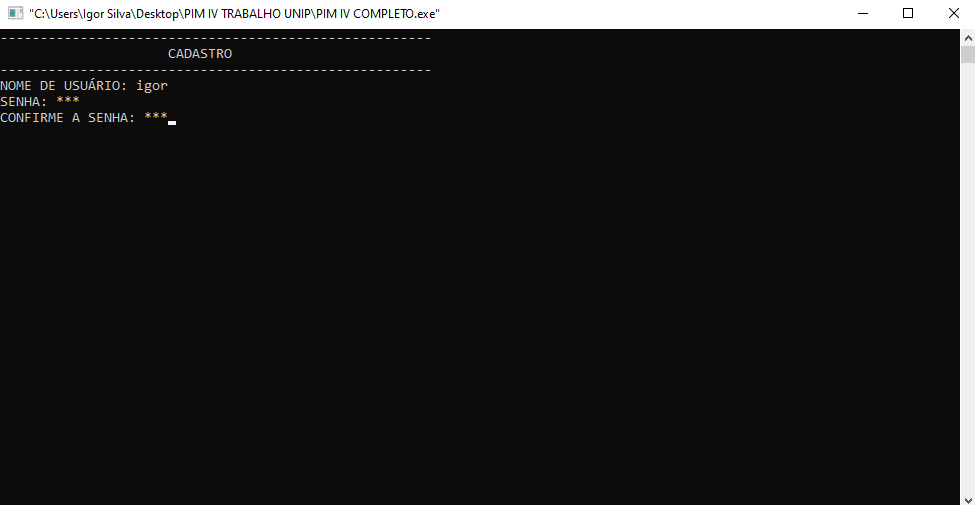 "C:\Users\Igor Silva\Desktop\PIM IV TRABALHO UNIP\PIM IV COMPLETO.exe"
------------------------------------------------------
CADASTRO
------------------------------------------------------
NOME DE USUÁRIO: igor
SENHA: ***
CONFIRME A SENHA: ***